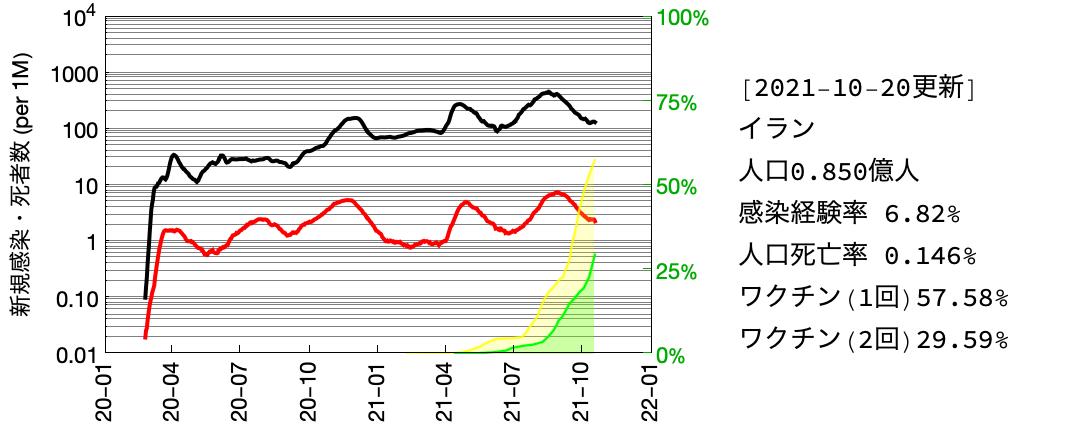 新規感染・死者数 (per 1M)
10^4
1000
100
10
1
0.10
0.01
100%
75%
50%
25%
0%
20-01
20-04
20-07
20-10
21-01
21-04
21-07
21-10
22-01
[2021-10-20更新]
イラン
人口0.850億人
感染経験率 6.82%
人口死亡率 0.146%
ワクチン(1回)57.58%
ワクチン(2回)29.59%